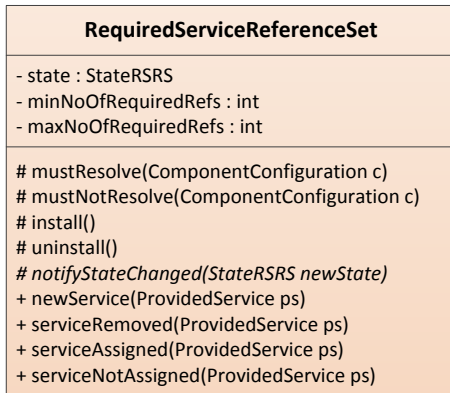 RequiredServiceReferenceSet
- state : StateRSRS
- minNoOfRequiredRefs : int
- maxNoOfRequiredRefs : int
# mustResolve(ComponentConfiguration c)
# mustNotResolve(ComponentConfiguration c)
# install()
# uninstall()
# notifyStateChanged(StateRSRS newState)
+ newService(ProvidedService ps)
+ serviceRemoved(ProvidedService ps)
+ serviceAssigned(ProvidedService ps)
+ serviceNotAssigned(ProvidedService ps)